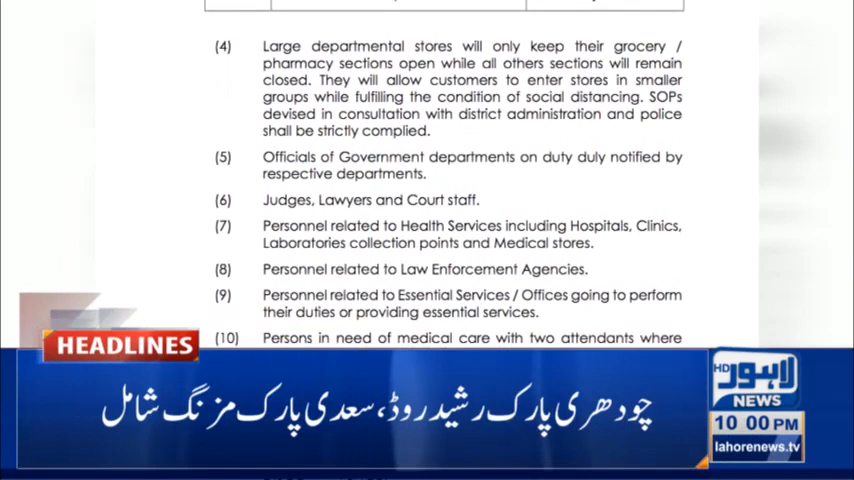 (4) Large departmental stores will only keep their grocery /
pharmacy sections open while all others sections will remain
closed. They will allow customers to enter stores in smaller
groups while fulfilling the condition of social distancing. SOPs
devised in consultation with district administration and police
shall be strictly complied.
(5) Officials of Government departments on duty duly notified by
respective departments.
(6) Judges, Lawyers and Court staff.
(7) Personnel related to Health Services including Hospitals, Clinics,
Laboratories collection points and Medical stores.
(8) Personnel related to Law Enforcement Agencies.
(9) Personnel related to Essential Services / Offices going to perform
their duties or providing essential services.
(10) Persons in need of medical care with two attendants where
HEADLINES
چودھری پارک رشید روڈ، سعدی پارک مزنگ شامل
HD لاہور
NEWS
10 00 PM
lahorenews.tv